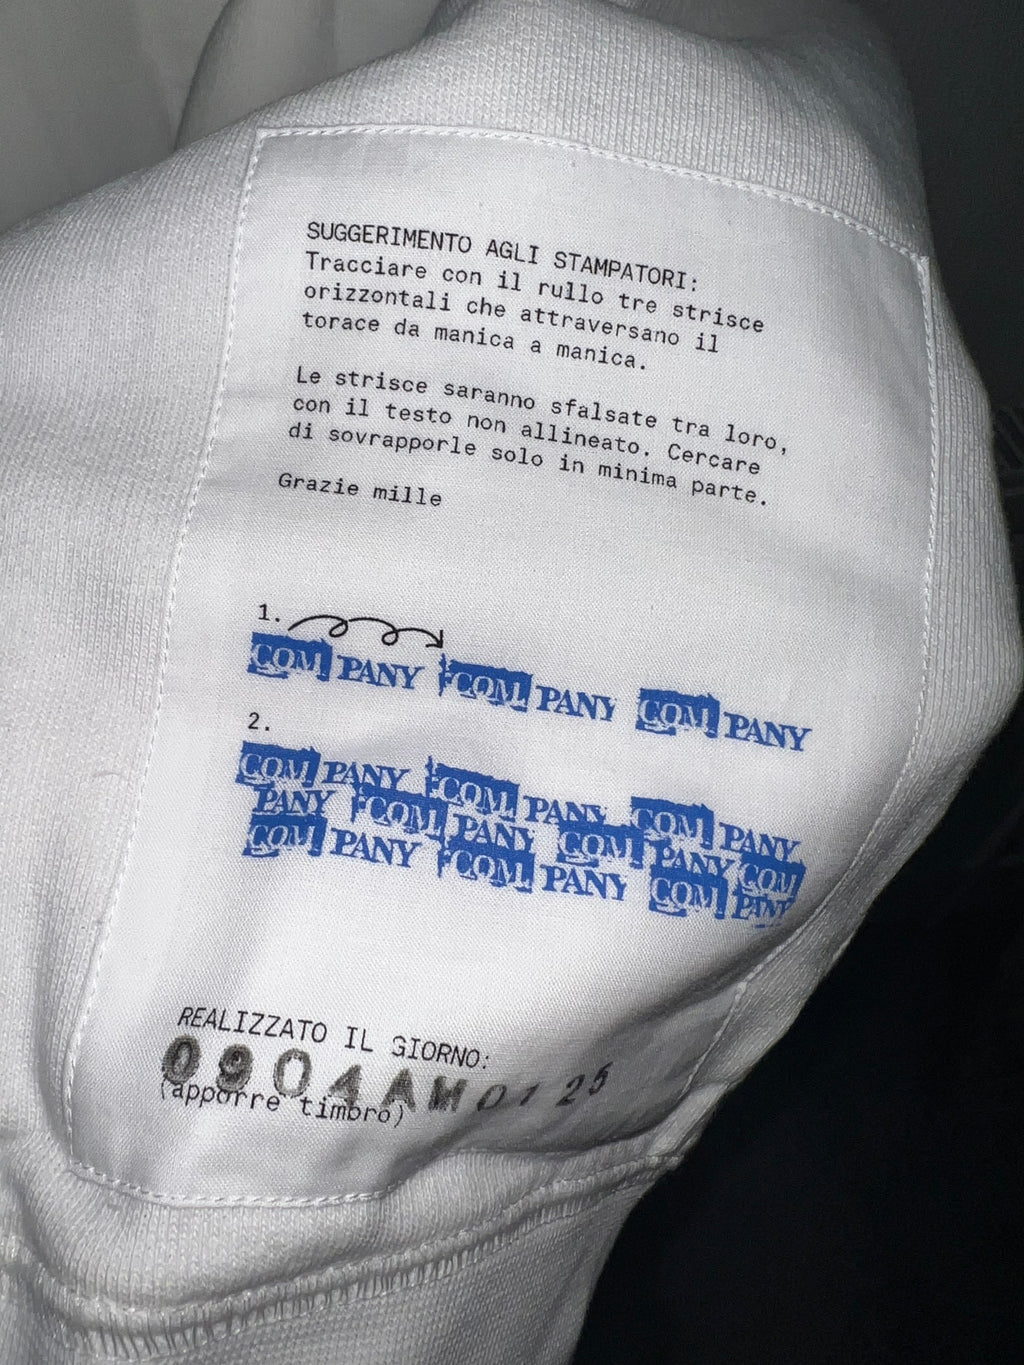 SUGGERIMENTO AGLI STAMPATORI:
Tracciare con il rullo tre strisce
orizzontali che attraversano il
torace da manica a manica.
Le strisce saranno sfalsate tra loro,
con il testo non allineato. Cercare
di sovrapporle solo in minima parte.
Grazie mille
1.
COM PANY COM PANY COM PANY
2.
COM PANY COM PANY COM PANY
PANY COM PANY COM PANY COM
COM PANY COM PANY COM PANY
REALIZZATO IL GIORNO:
0904AM0125
(apporre timbro)